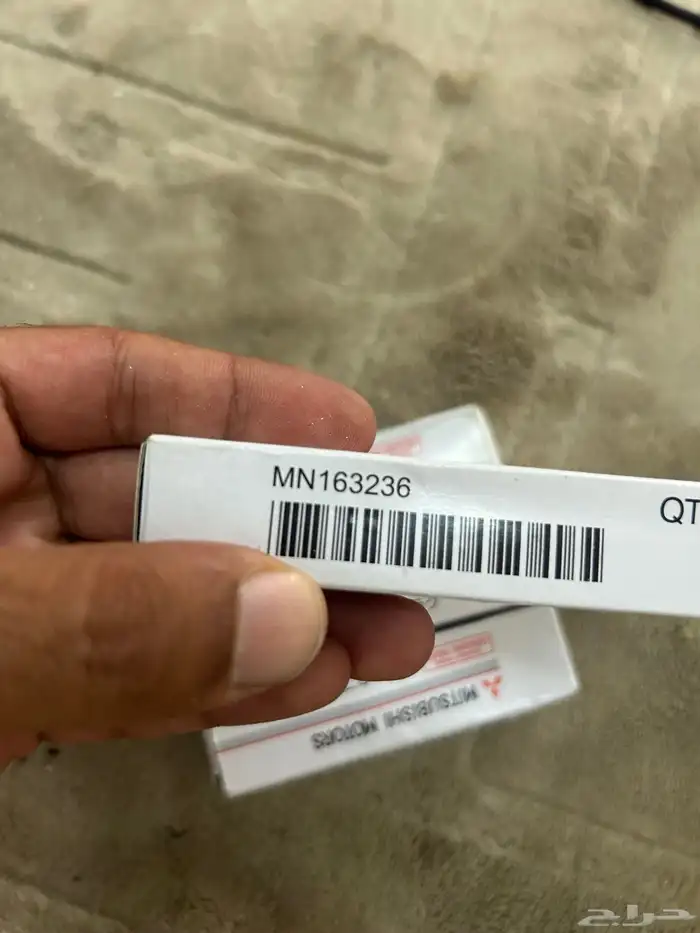 MN163236
QT
MITSUBISHI MOTORS
حراج